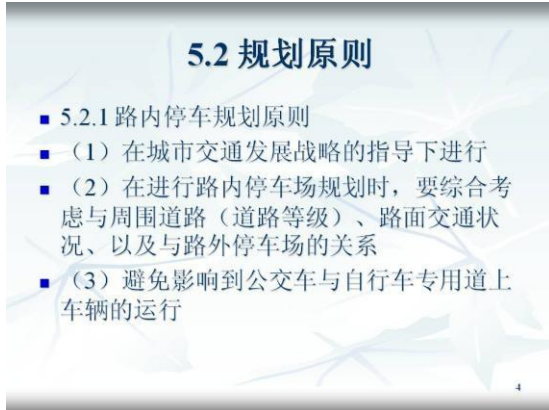 5.2 规划原则
5.2.1路内停车规划原则
（1）在城市交通发展战略的指导下进行
（2）在进行路内停车场规划时，要综合考
虑与周围道路（道路等级）、路面交通状
况、以及与路外停车场的关系
（3）避免影响到公交车与自行车专用道上
车辆的运行
4